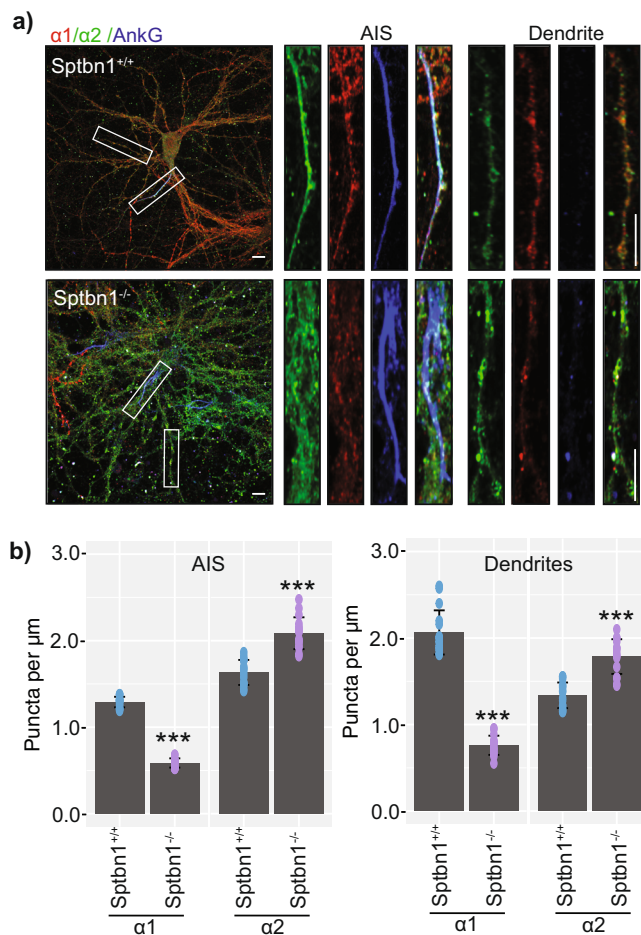 a)
α1/α2 /AnkG
AIS
Dendrite
Sptbn1+/+
Sptbn1-/-
b)
AIS
Dendrites
Puncta per µm
3.0
2.0
1.0
0.0
***
***
Sptbn1+/+
Sptbn1-/-
Sptbn1+/+
Sptbn1-/-
α1
α2
Puncta per µm
3.0
2.0
1.0
0.0
***
***
Sptbn1+/+
Sptbn1-/-
Sptbn1+/+
Sptbn1-/-
α1
α2